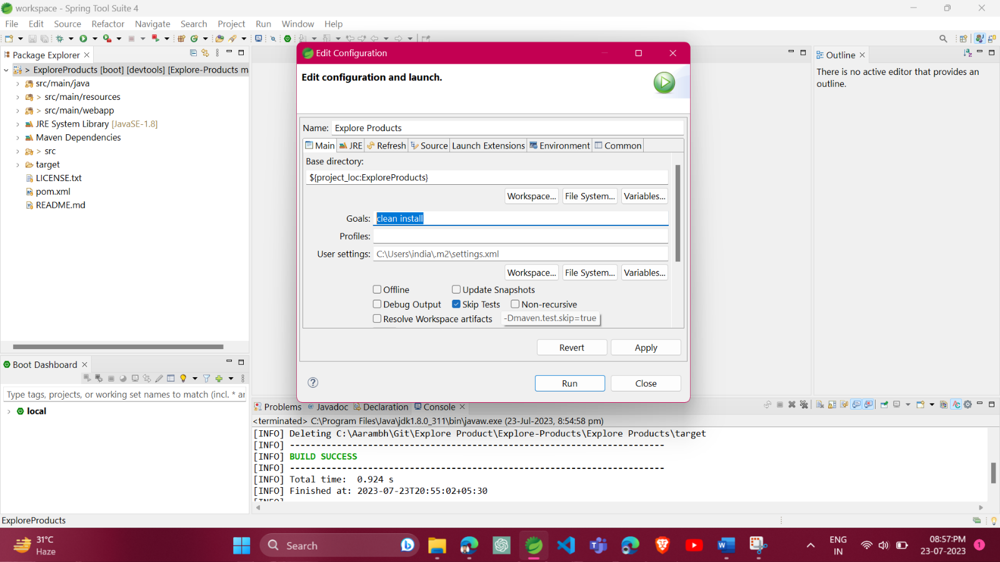 workspace - Spring Tool Suite 4
File Edit Source Refactor Navigate Search Project Run Window Help
Package Explorer
> ExploreProducts [boot] [devtools] [Explore-Products m
src/main/java
> src/main/resources
> src/main/webapp
JRE System Library [JavaSE-1.8]
Maven Dependencies
> src
target
LICENSE.txt
pom.xml
README.md
Boot Dashboard
Type tags, projects, or working set names to match (incl. * ar
local
Edit Configuration
Edit configuration and launch.
Name: Explore Products
Main JRE Refresh Source Launch Extensions Environment Common
Base directory:
${project_loc:ExploreProducts}
Workspace... File System... Variables...
Goals: clean install
Profiles:
User settings: C:\Users\india\.m2\settings.xml
Workspace... File System... Variables...
Offline Update Snapshots
Debug Output Skip Tests Non-recursive
Resolve Workspace artifacts -Dmaven.test.skip=true
Revert Apply
Run Close
Outline
There is no active editor that provides an
outline.
Problems Javadoc Declaration Console
<terminated> C:\Program Files\Java\jdk1.8.0_311\bin\javaw.exe (23-Jul-2023, 8:54:58 pm)
[INFO] Deleting C:\Aarambh\Git\Explore Product\Explore-Products\Explore Products\target
[INFO] ------------------------------------------------------------------------
[INFO] BUILD SUCCESS
[INFO] ------------------------------------------------------------------------
[INFO] Total time:  0.924 s
[INFO] Finished at: 2023-07-23T20:55:02+05:30
[INFO]
ExploreProducts
31°C
Haze
Search
ENG
IN
08:57:PM
23-07-2023
1